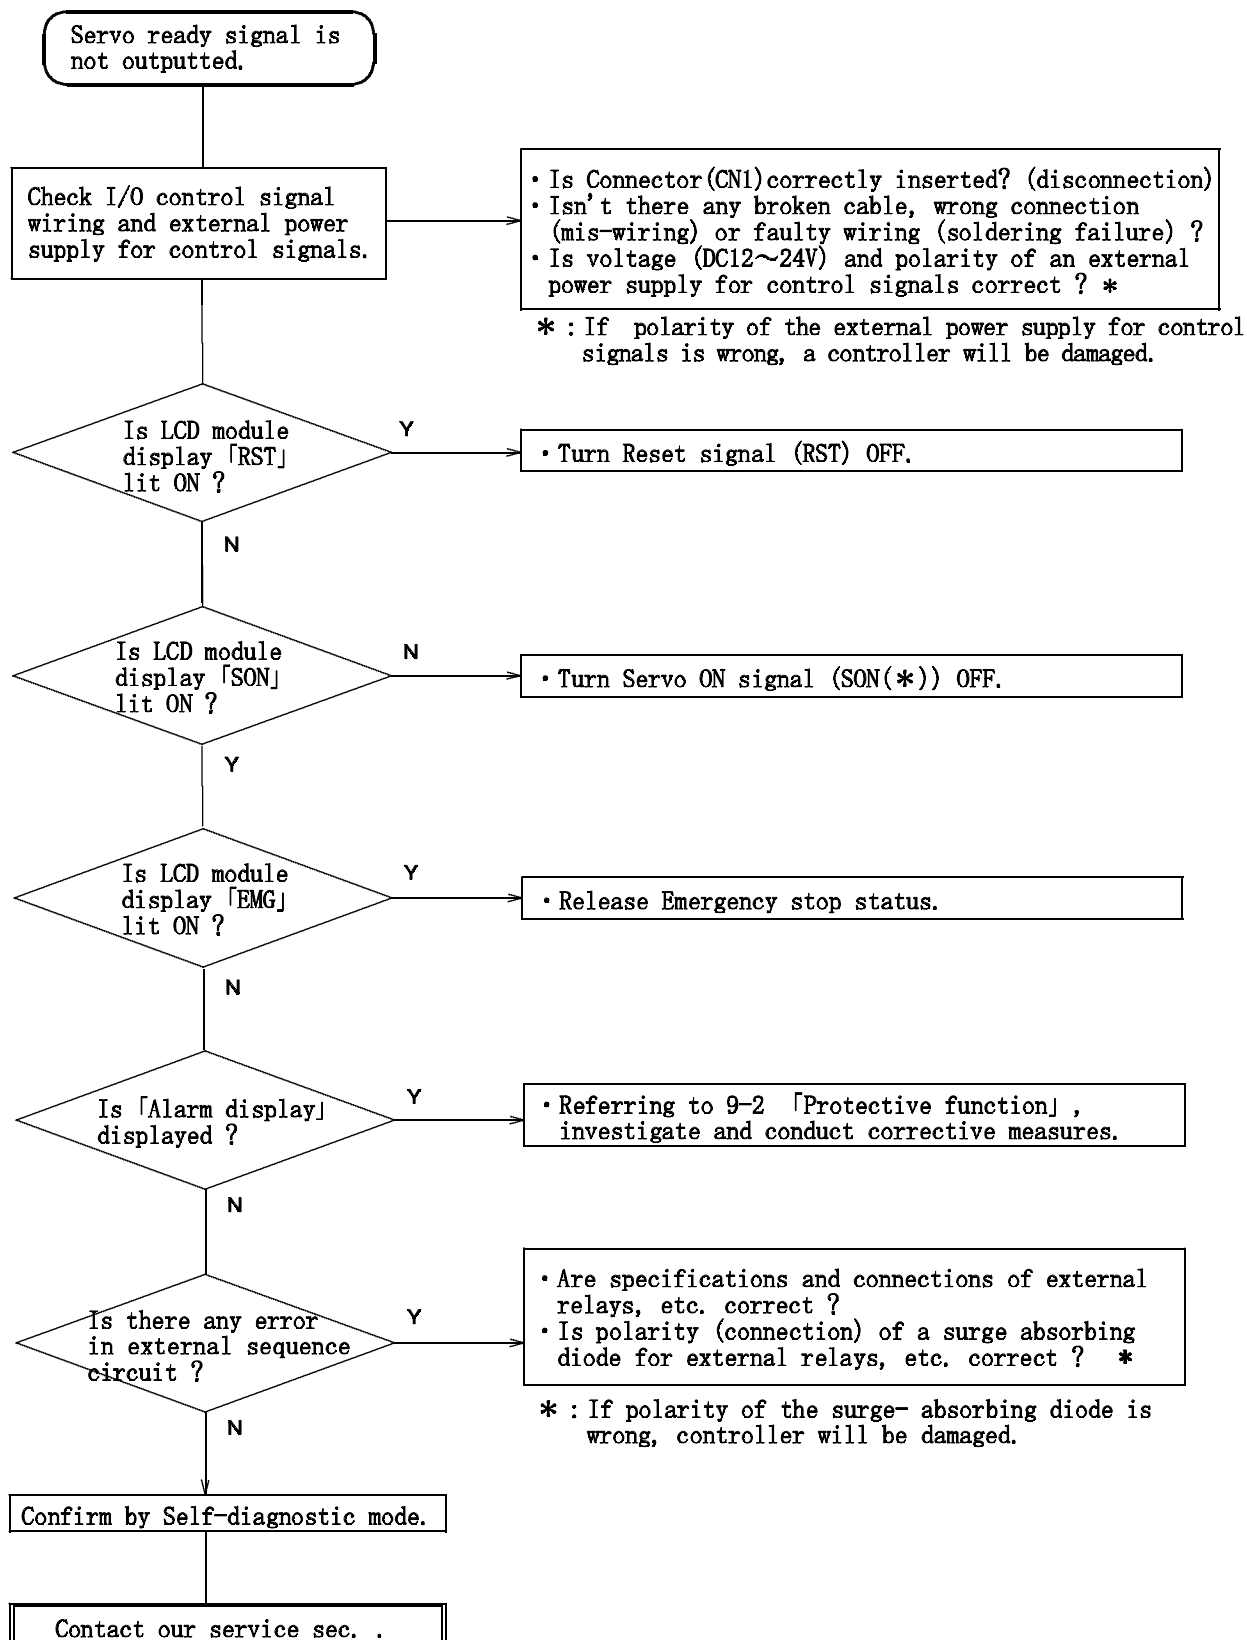 Servo ready signal is
not outputted.
Check I/O control signal
wiring and external power
supply for control signals.
・Is Connector(CN1)correctly inserted? (disconnection)
・Isn't there any broken cable, wrong connection
(mis-wiring) or faulty wiring (soldering failure) ?
・Is voltage (DC12～24V) and polarity of an external
power supply for control signals correct ? *
* : If polarity of the external power supply for control
signals is wrong, a controller will be damaged.
Is LCD module
display「RST」
lit ON ?
Y
・Turn Reset signal (RST) OFF.
N
Is LCD module
display「SON」
lit ON ?
N
・Turn Servo ON signal (SON(*)) OFF.
Y
Is LCD module
display「EMG」
lit ON ?
Y
・Release Emergency stop status.
N
Is「Alarm display」
displayed ?
Y
・Referring to 9-2 「Protective function」,
investigate and conduct corrective measures.
N
Is there any error
in external sequence
circuit ?
Y
・Are specifications and connections of external
relays, etc. correct ?
・Is polarity (connection) of a surge absorbing
diode for external relays, etc. correct ? *
* : If polarity of the surge- absorbing diode is
wrong, controller will be damaged.
N
Confirm by Self-diagnostic mode.
Contact our service sec. .